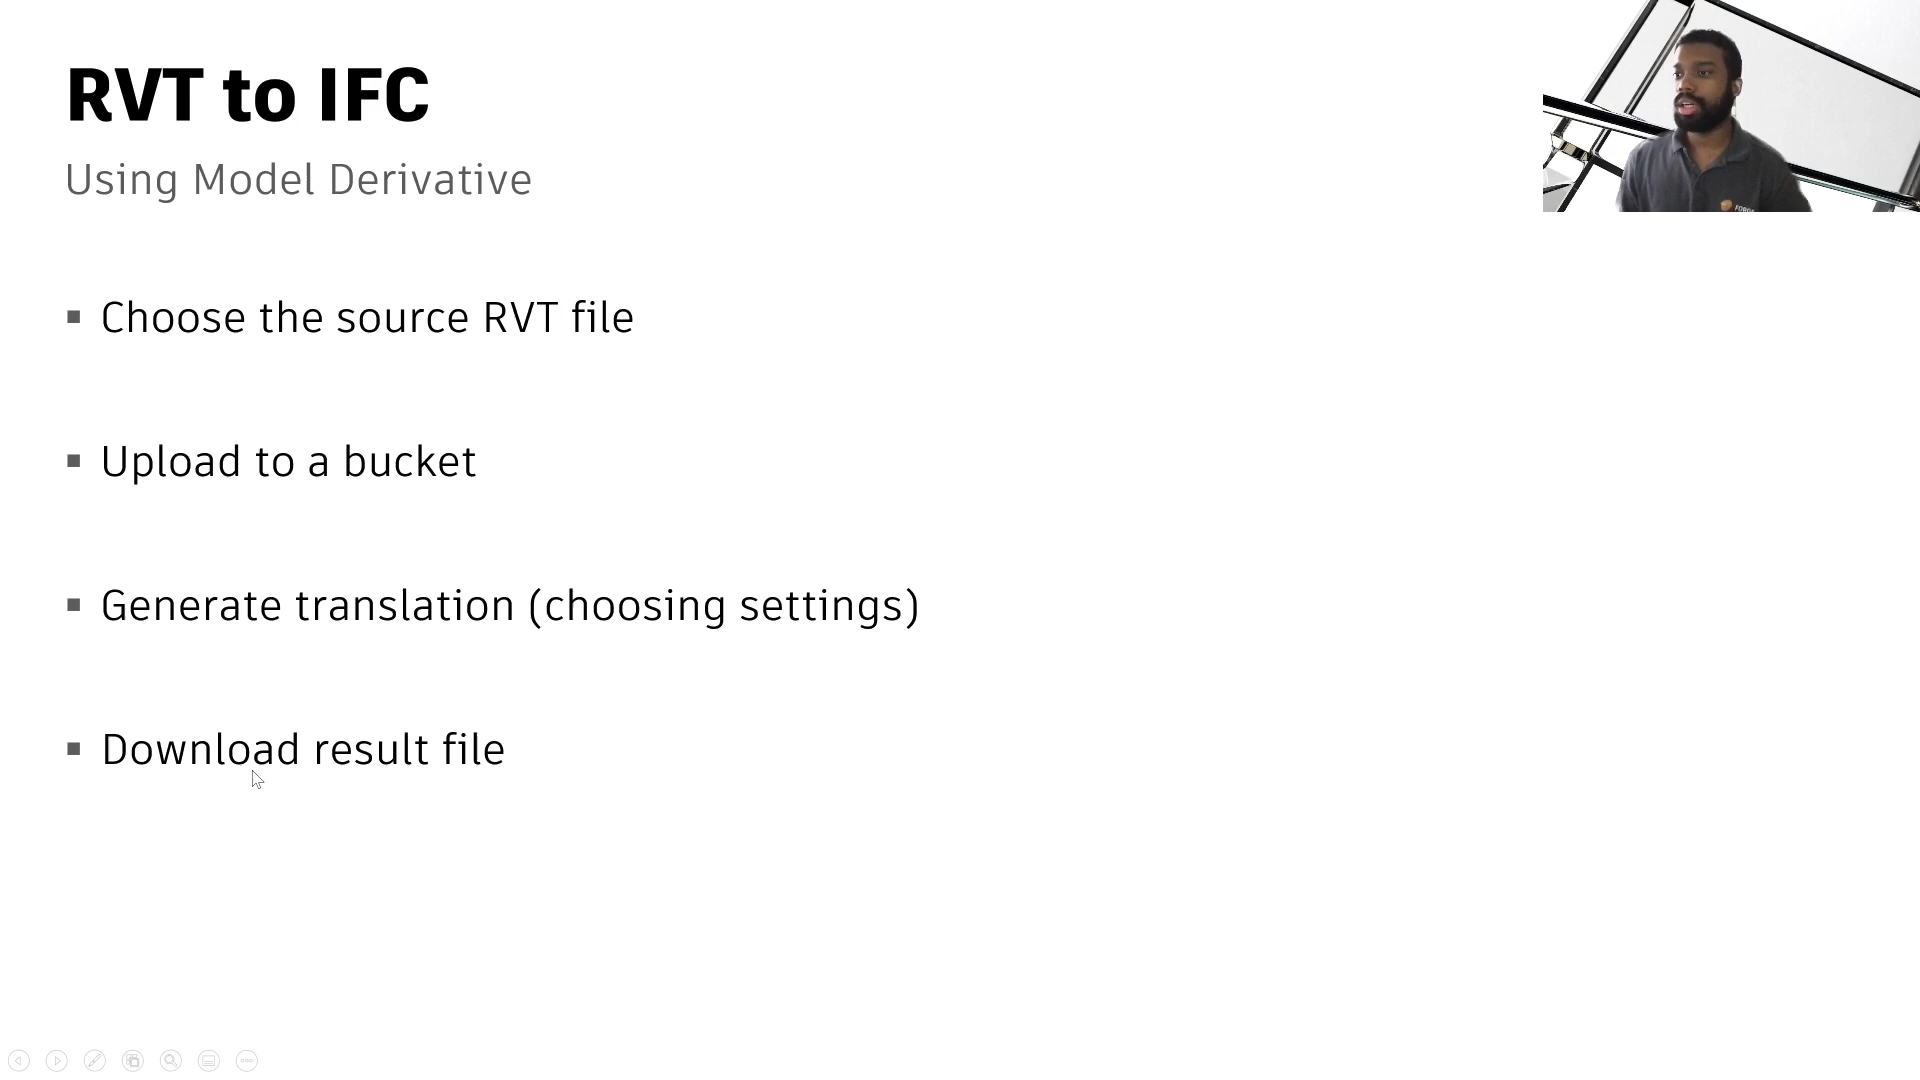 RVT to IFC
Using Model Derivative
Choose the source RVT file
Upload to a bucket
Generate translation (choosing settings)
Download result file